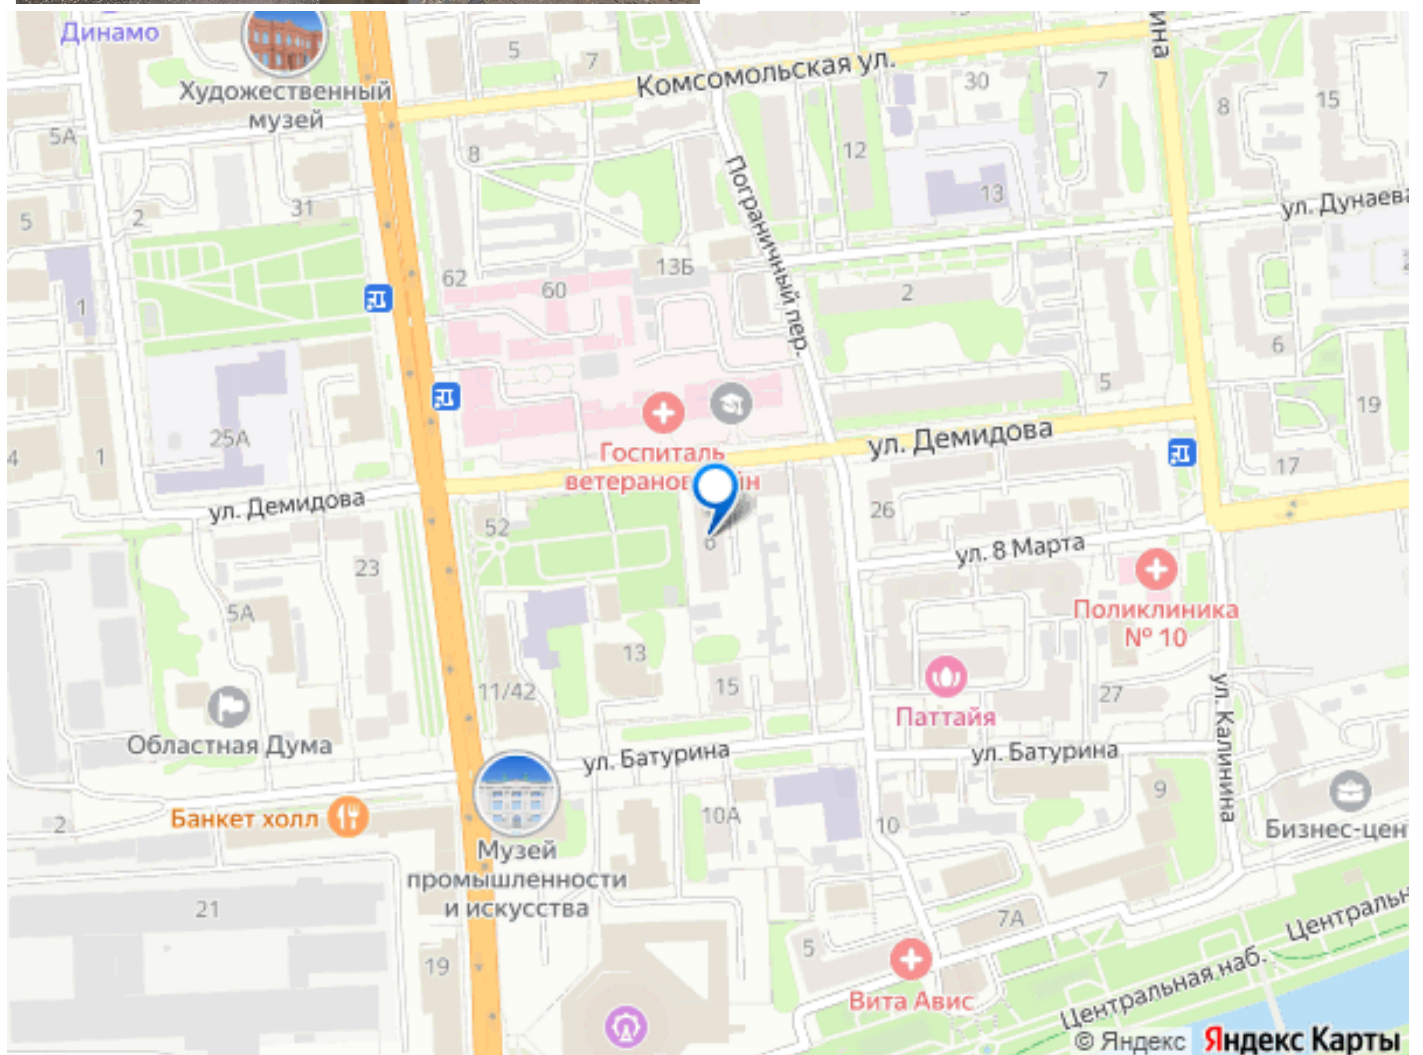 Динамо
Художественный
музей
5
7
Комсомольская ул.
30
7
8
15
ина
5А
8
12
13
Пограничный пер.
ул. Дунаева
5
2
31
1
62
60
13Б
2
6
5
19
4
1
25А
Госпиталь
ветеранов
йн
ул. Демидова
17
ул. Демидова
52
6
26
ул. 8 Марта
23
5А
Поликлиника
№ 10
13
11/42
15
Паттайя
27
ул. Калинина
Областная Дума
ул. Батурина
ул. Батурина
2
Банкет холл
10А
10
9
Бизнес-цен
Музей
промышленности
и искусства
21
19
5
7А
Вита Авис
Центральная наб.
Центральн
© Яндекс Яндекс Карты